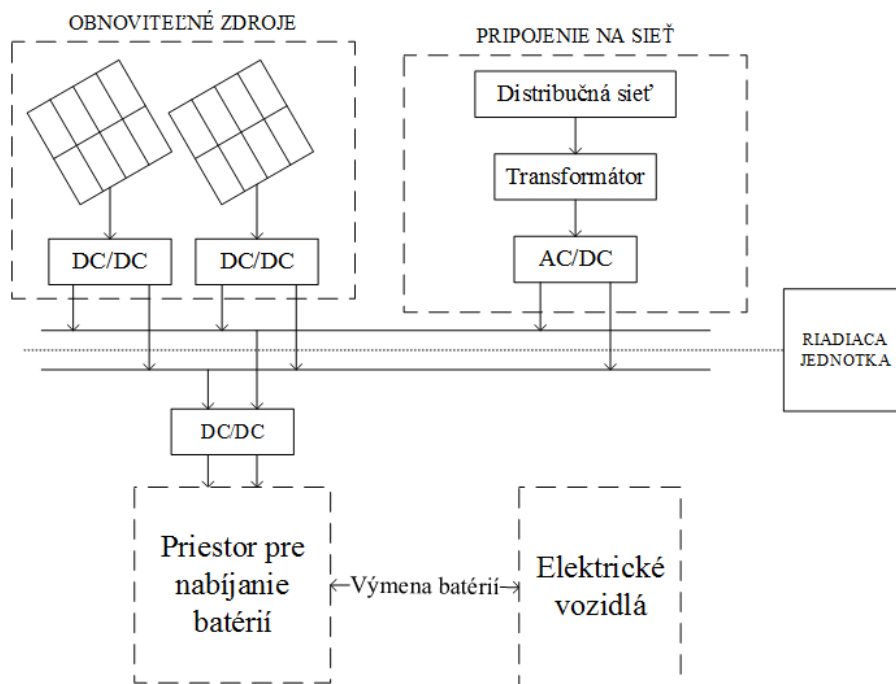 OBNOVITEĽNÉ ZDROJE
PRIPOJENIE NA SIEŤ
Distribučná sieť
Transformátor
DC/DC
DC/DC
AC/DC
RIADIACA
JEDNOTKA
DC/DC
Priestor pre
nabíjanie
batérií
Výmena batérií
Elektrické
vozidlá